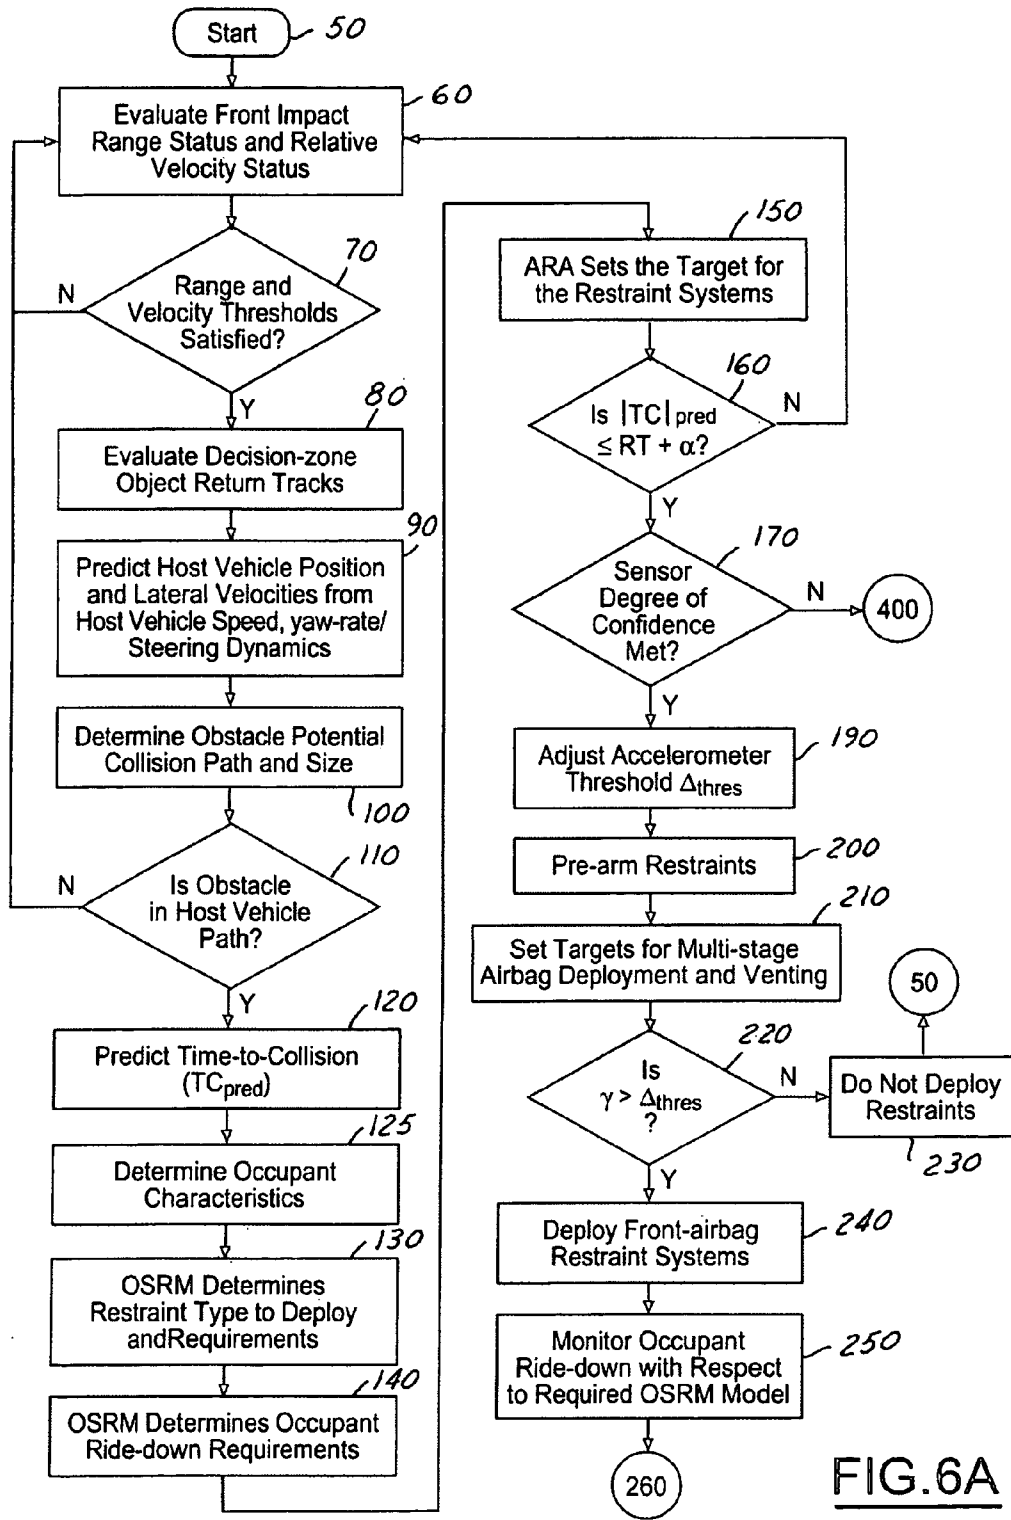 Start
50
60
Evaluate Front Impact
Range Status and Relative
Velocity Status
70
N
Range and
Velocity Thresholds
Satisfied?
Y
80
Evaluate Decision-zone
Object Return Tracks
90
Predict Host Vehicle Position
and Lateral Velocities from
Host Vehicle Speed, yaw-rate/
Steering Dynamics
Determine Obstacle Potential
Collision Path and Size
100
110
N
Is Obstacle
in Host Vehicle
Path?
Y
120
Predict Time-to-Collision
(TCpred)
125
Determine Occupant
Characteristics
130
OSRM Determines
Restraint Type to Deploy
andRequirements
140
OSRM Determines Occupant
Ride-down Requirements
150
ARA Sets the Target for
the Restraint Systems
160
Is |TC|pred
≤ RT + α?
N
Y
170
Sensor
Degree of
Confidence
Met?
N
400
Y
190
Adjust Accelerometer
Threshold Δthres
Pre-arm Restraints
200
210
Set Targets for Multi-stage
Airbag Deployment and Venting
50
220
Is
γ > Δthres
?
N
Do Not Deploy
Restraints
230
Y
Deploy Front-airbag
Restraint Systems
240
Monitor Occupant
Ride-down with Respect
to Required OSRM Model
250
260
FIG.6A